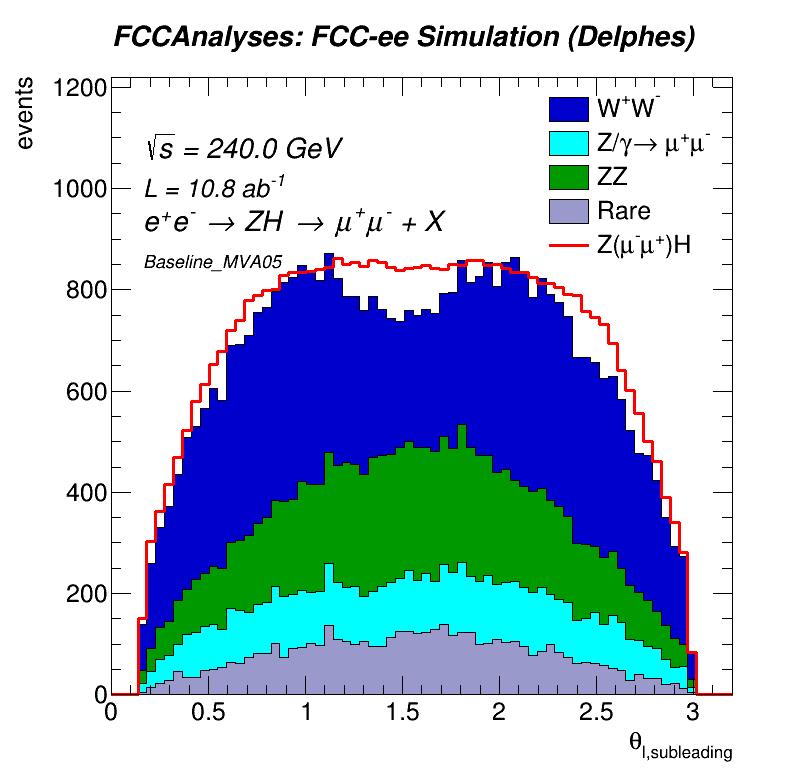 FCCAnalyses: FCC-ee Simulation (Delphes)
events
1200
1000
800
600
400
200
0
√s = 240.0 GeV
L = 10.8 ab⁻¹
e⁺e⁻ → ZH → μ⁺μ⁻ + X
Baseline_MVA05
W⁺W⁻
Z/γ→ μ⁺μ⁻
ZZ
Rare
Z(μ⁻μ⁺)H
0 0.5 1 1.5 2 2.5 3
θl,subleading